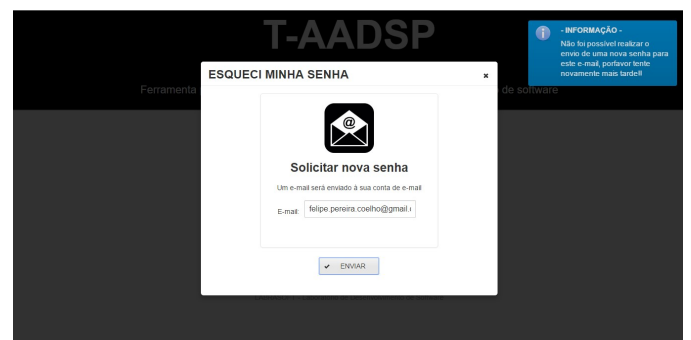 T-AADSP
- INFORMAÇÃO -
Não foi possível realizar o
envio de uma nova senha para
este e-mail, porfavor tente
novamente mais tarde!!
ESQUECI MINHA SENHA
Ferramenta
de software
Solicitar nova senha
Um e-mail será enviado à sua conta de e-mail
E-mail: felipe.pereira.coelho@gmail.
ENVIAR